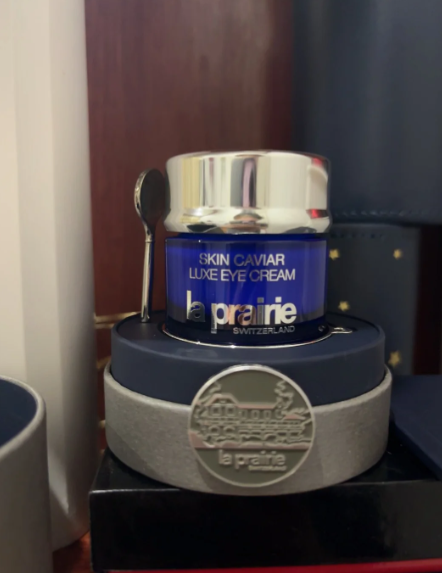 SKIN CAVIAR
LUXE EYE CREAM
la prairie
SWITZERLAND
la prairie